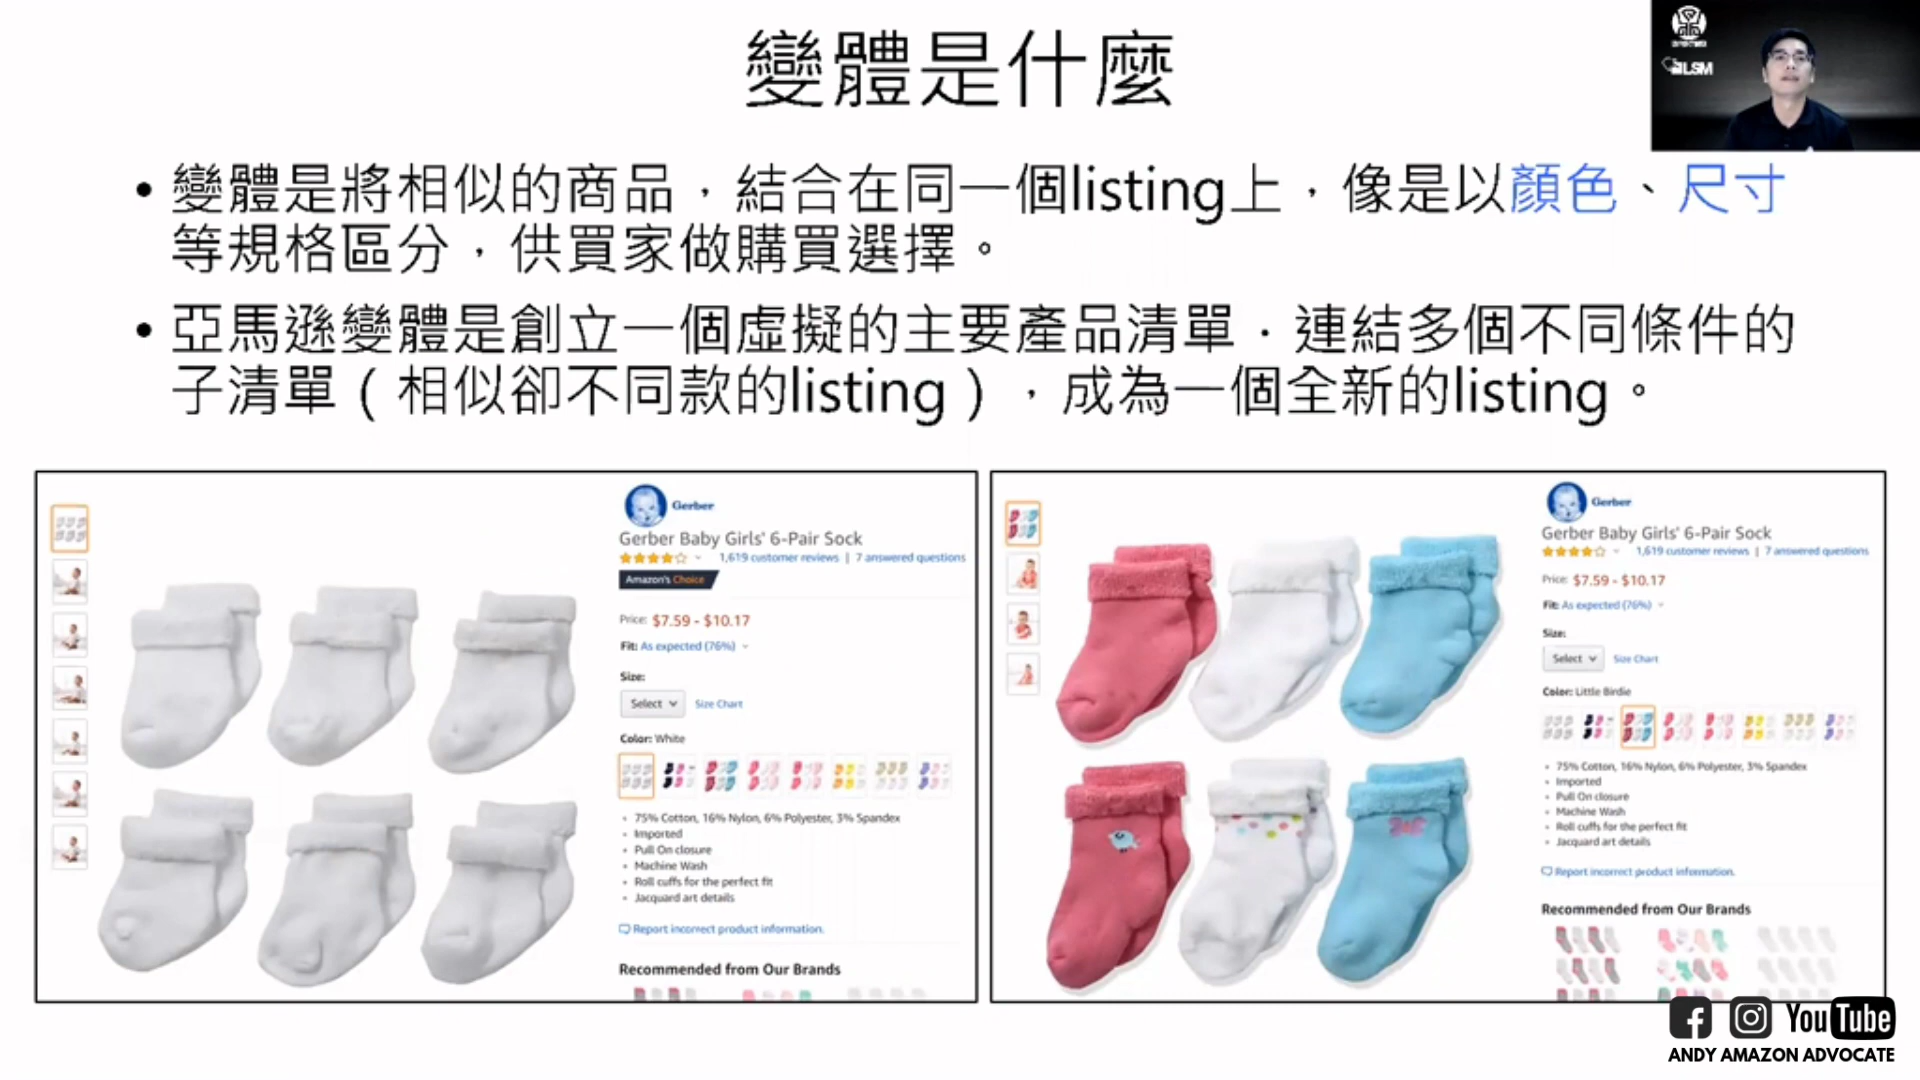 變體是什麼
LSM
•變體是將相似的商品，結合在同一個listing上，像是以顏色、尺寸
等規格區分，供買家做購買選擇。
•亞馬遜變體是創立一個虛擬的主要產品清單．連結多個不同條件的
子清單（相似卻不同款的listing），成為一個全新的listing。
Gerber
Gerber Baby Girls' 6-Pair Sock
1,619 customer reviews | 7 answered questions
Amazon's Choice
Price: $7.59 - $10.17
Fit: As expected (76%)
Size:
Select Size Chart
Color: White
• 75% Cotton, 16% Nylon, 6% Polyester, 3% Spandex
• Imported
• Pull On closure
• Machine Wash
• Roll cuffs for the perfect fit
• Jacquard art details
Report incorrect product information.
Recommended from Our Brands
Gerber
Gerber Baby Girls' 6-Pair Sock
1,619 customer reviews | 7 answered questions
Price: $7.59 - $10.17
Fit: As expected (76%)
Size:
Select Size Chart
Color: Little Birdie
• 75% Cotton, 16% Nylon, 6% Polyester, 3% Spandex
• Imported
• Pull On closure
• Machine Wash
• Roll cuffs for the perfect fit
• Jacquard art details
Report incorrect product information.
Recommended from Our Brands
YouTube
ANDY AMAZON ADVOCATE